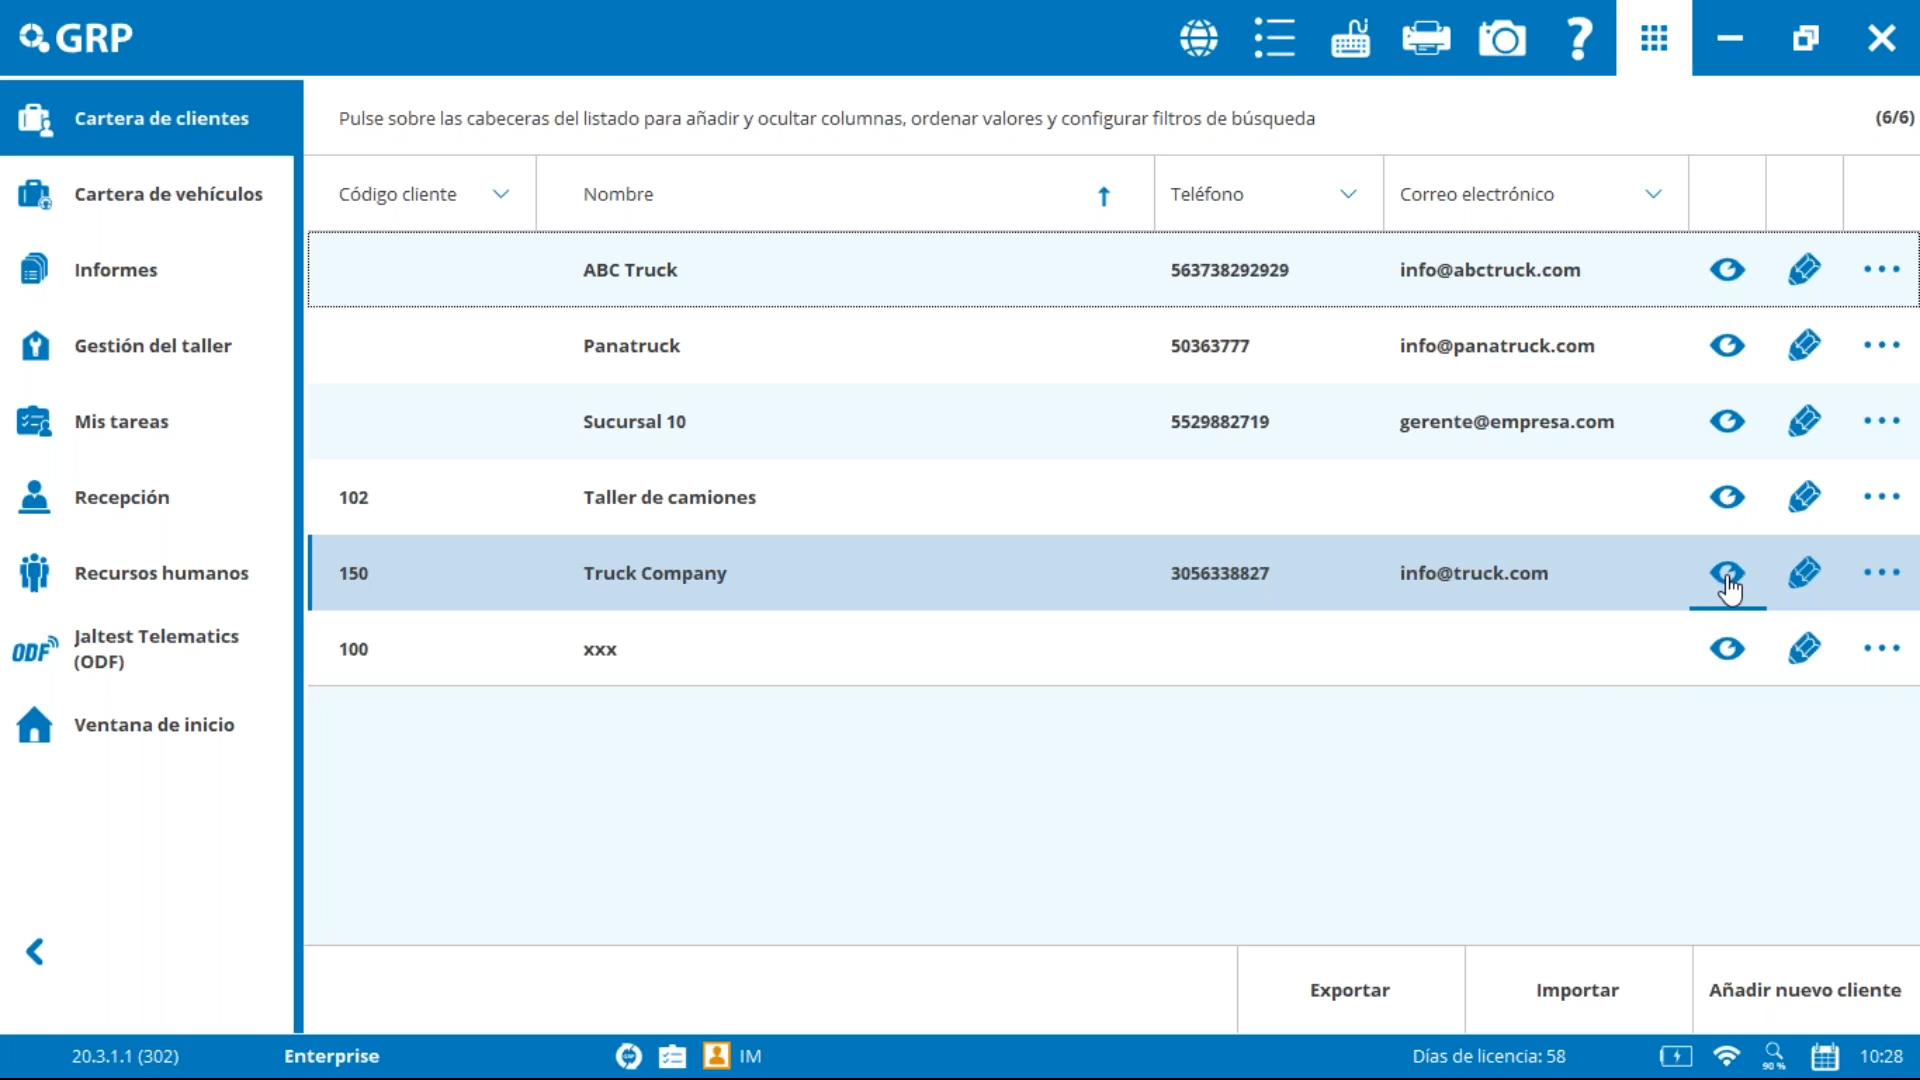 GRP
Cartera de clientes
Pulse sobre las cabeceras del listado para añadir y ocultar columnas, ordenar valores y configurar filtros de búsqueda
(6/6)
Cartera de vehículos
Código cliente Nombre Teléfono Correo electrónico
Informes
ABC Truck 563738292929 info@abctruck.com
Gestión del taller
Panatruck 50363777 info@panatruck.com
Mis tareas
Sucursal 10 5529882719 gerente@empresa.com
Recepción
102 Taller de camiones
Recursos humanos
150 Truck Company 3056338827 info@truck.com
ODF
Jaltest Telematics
(ODF)
100 xxx
Ventana de inicio
Exportar Importar Añadir nuevo cliente
20.3.1.1 (302) Enterprise IM Días de licencia: 58 90 % 10:28